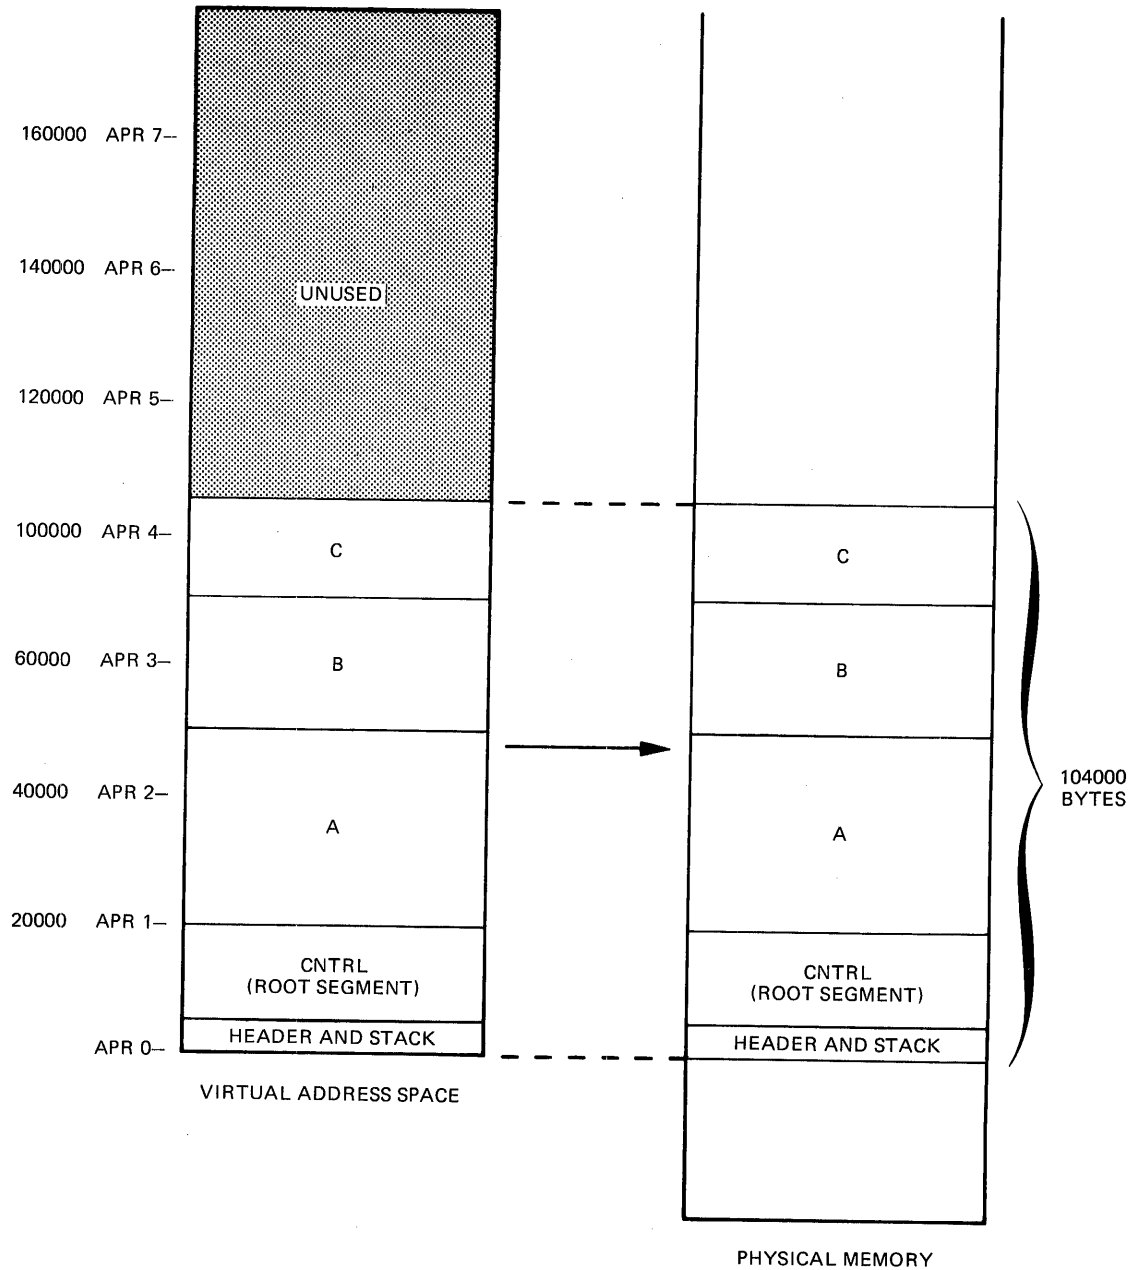 160000 APR 7–
140000 APR 6–
UNUSED
120000 APR 5–
100000 APR 4–
C
C
60000 APR 3–
B
B
104000
BYTES
40000 APR 2–
A
A
20000 APR 1–
CNTRL
(ROOT SEGMENT)
CNTRL
(ROOT SEGMENT)
HEADER AND STACK
HEADER AND STACK
APR 0–
VIRTUAL ADDRESS SPACE
PHYSICAL MEMORY